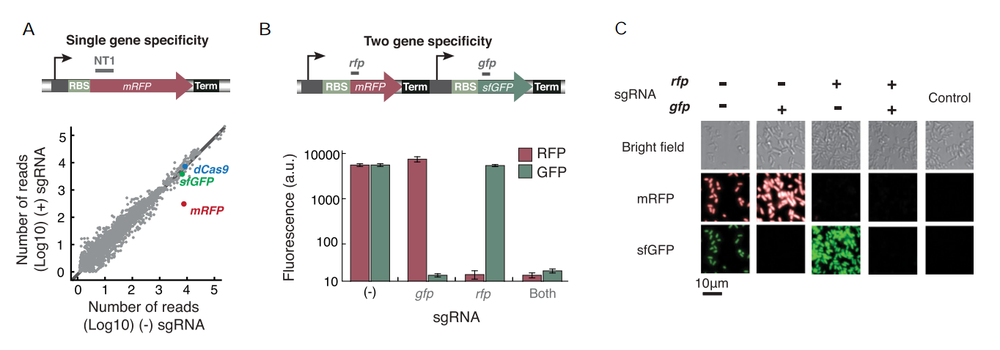 A
Single gene specificity
NT1
RBS
mRFP
Term
Number of reads
(Log10) (+) sgRNA
5
4
3
2
1
0
dCas9
sfGFP
mRFP
0 1 2 3 4 5
Number of reads
(Log10) (-) sgRNA
B
Two gene specificity
rfp
gfp
RBS
mRFP
Term
RBS
sfGFP
Term
Fluorescence (a.u.)
10000
1000
100
10
RFP
GFP
(-) gfp rfp Both
sgRNA
C
sgRNA
rfp - - + +
gfp - + - +
Control
Bright field
mRFP
sfGFP
10μm